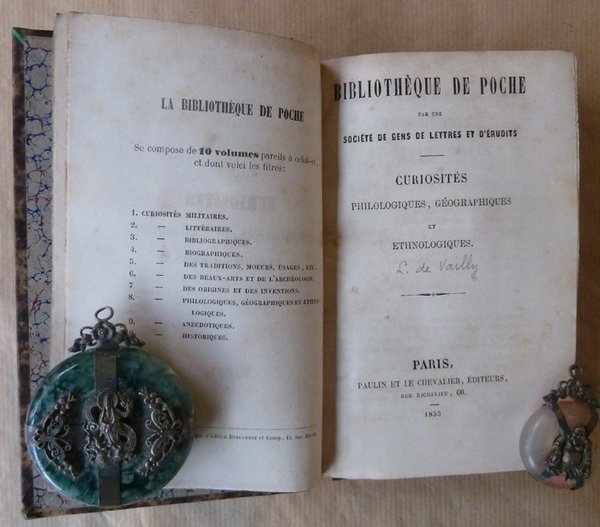 LA BIBLIOTHÈQUE DE POCHE
Se compose de 10 volumes pareils à celui-ci,
et dont voici les titres:
1. CURIOSITÉS MILITAIRES.
2. — LITTÉRAIRES.
3. — BIBLIOGRAPHIQUES.
4. — BIOGRAPHIQUES.
5. — DES TRADITIONS, MOEURS, USAGES, ETC.
6. — DES BEAUX-ARTS ET DE L'ARCHÉOLOGIE.
7 — DES ORIGINES ET DES INVENTIONS.
8. — PHILOLOGIQUES, GÉOGRAPHIQUES ET ETHNO-
LOGIQUES.
9. — ANECDOTIQUES.
— HISTORIQUES.
et Comp.,
BIBLIOTHÈQUE DE POCHE
PAR UNE
SOCIÉTÉ DE GENS DE LETTRES ET D'ÉRUDITS
CURIOSITÉS
PHILOLOGIQUES, GÉOGRAPHIQUES
ET
ETHNOLOGIQUES.
L. de Vailly
PARIS,
PAULIN ET LE CHEVALIER, ÉDITEURS,
RUE RICHELIEU, 60.
1855